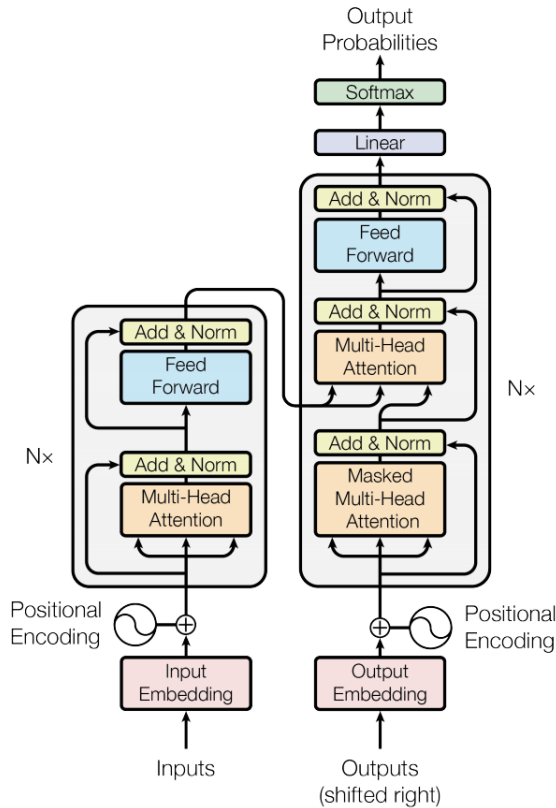 Output
Probabilities
Softmax
Linear
Add & Norm
Feed
Forward
Add & Norm
Multi-Head
Attention
Add & Norm
Masked
Multi-Head
Attention
N×
Add & Norm
Feed
Forward
Add & Norm
Multi-Head
Attention
N×
Positional
Encoding
Positional
Encoding
Input
Embedding
Output
Embedding
Inputs
Outputs
(shifted right)